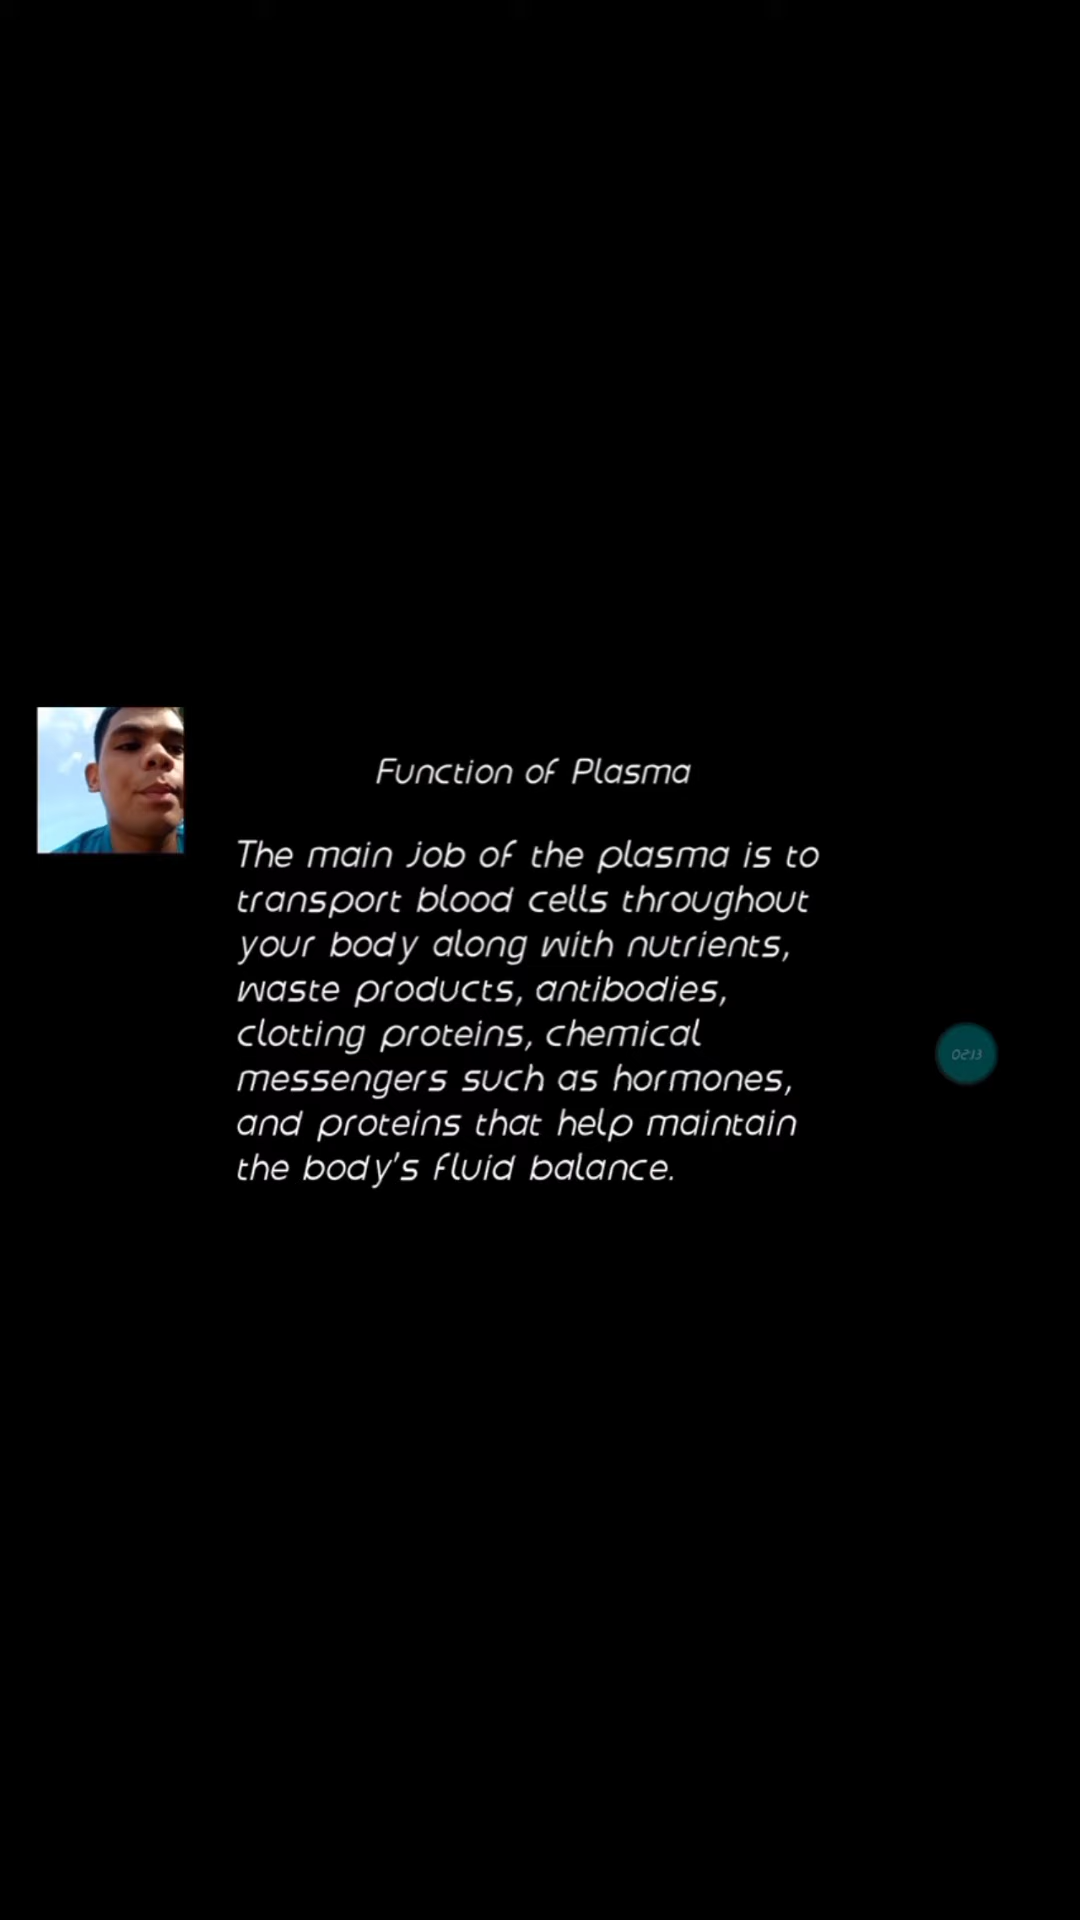 Function of Plasma
The main job of the plasma is to
transport blood cells throughout
your body along with nutrients,
waste products, antibodies,
clotting proteins, chemical
messengers such as hormones,
and proteins that help maintain
the body's fluid balance.
02:13